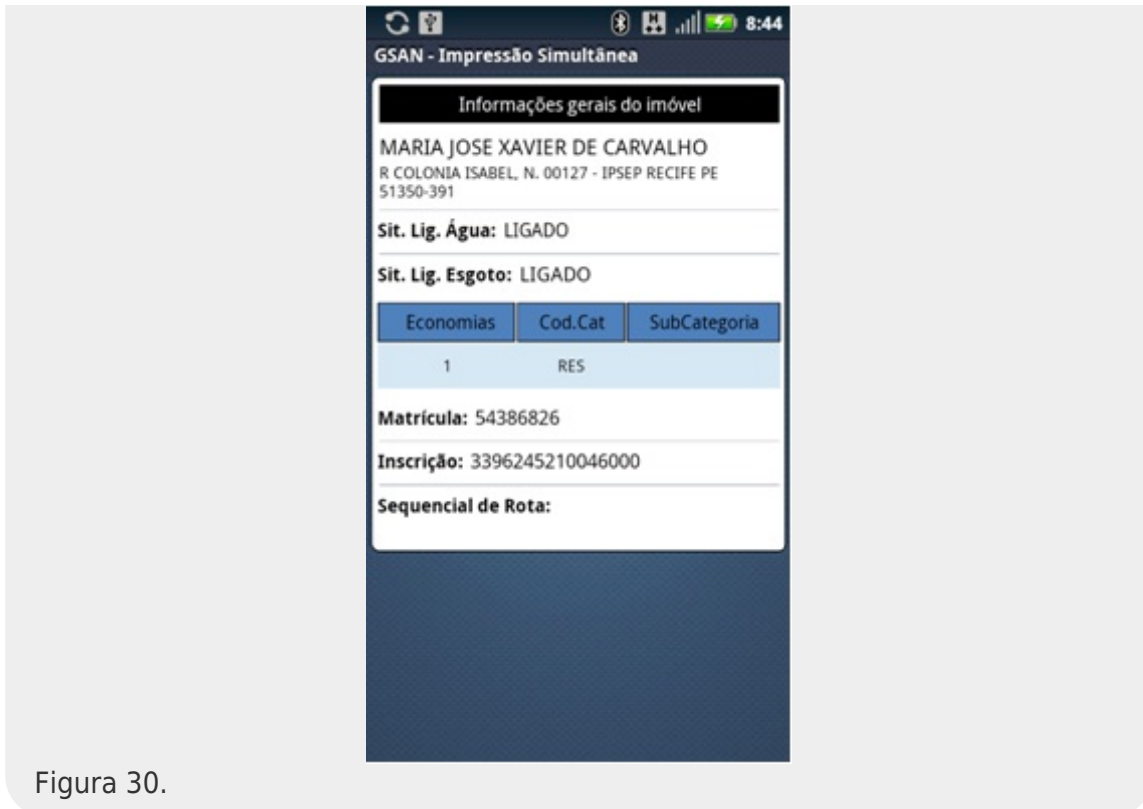 8:44
GSAN - Impressão Simultânea
Informações gerais do imóvel
MARIA JOSE XAVIER DE CARVALHO
R COLONIA ISABEL, N. 00127 - IPSEP RECIFE PE
51350-391
Sit. Lig. Água: LIGADO
Sit. Lig. Esgoto: LIGADO
Economias Cod.Cat SubCategoria
1 RES
Matrícula: 54386826
Inscrição: 3396245210046000
Sequencial de Rota:
Figura 30.